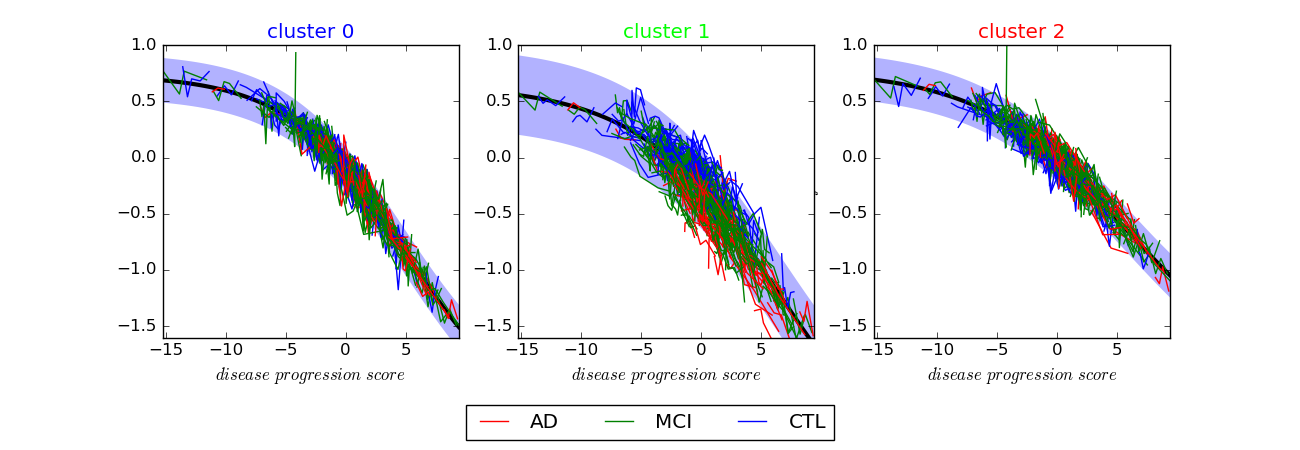 cluster 0 cluster 1 cluster 2
1.0 1.0 1.0
0.5 0.5 0.5
0.0 0.0 0.0
−0.5 −0.5 −0.5
−1.0 −1.0 −1.0
−1.5 −1.5 −1.5
−15 −10 −5 0 5 −15 −10 −5 0 5 −15 −10 −5 0 5
disease progression score disease progression score disease progression score
AD MCI CTL